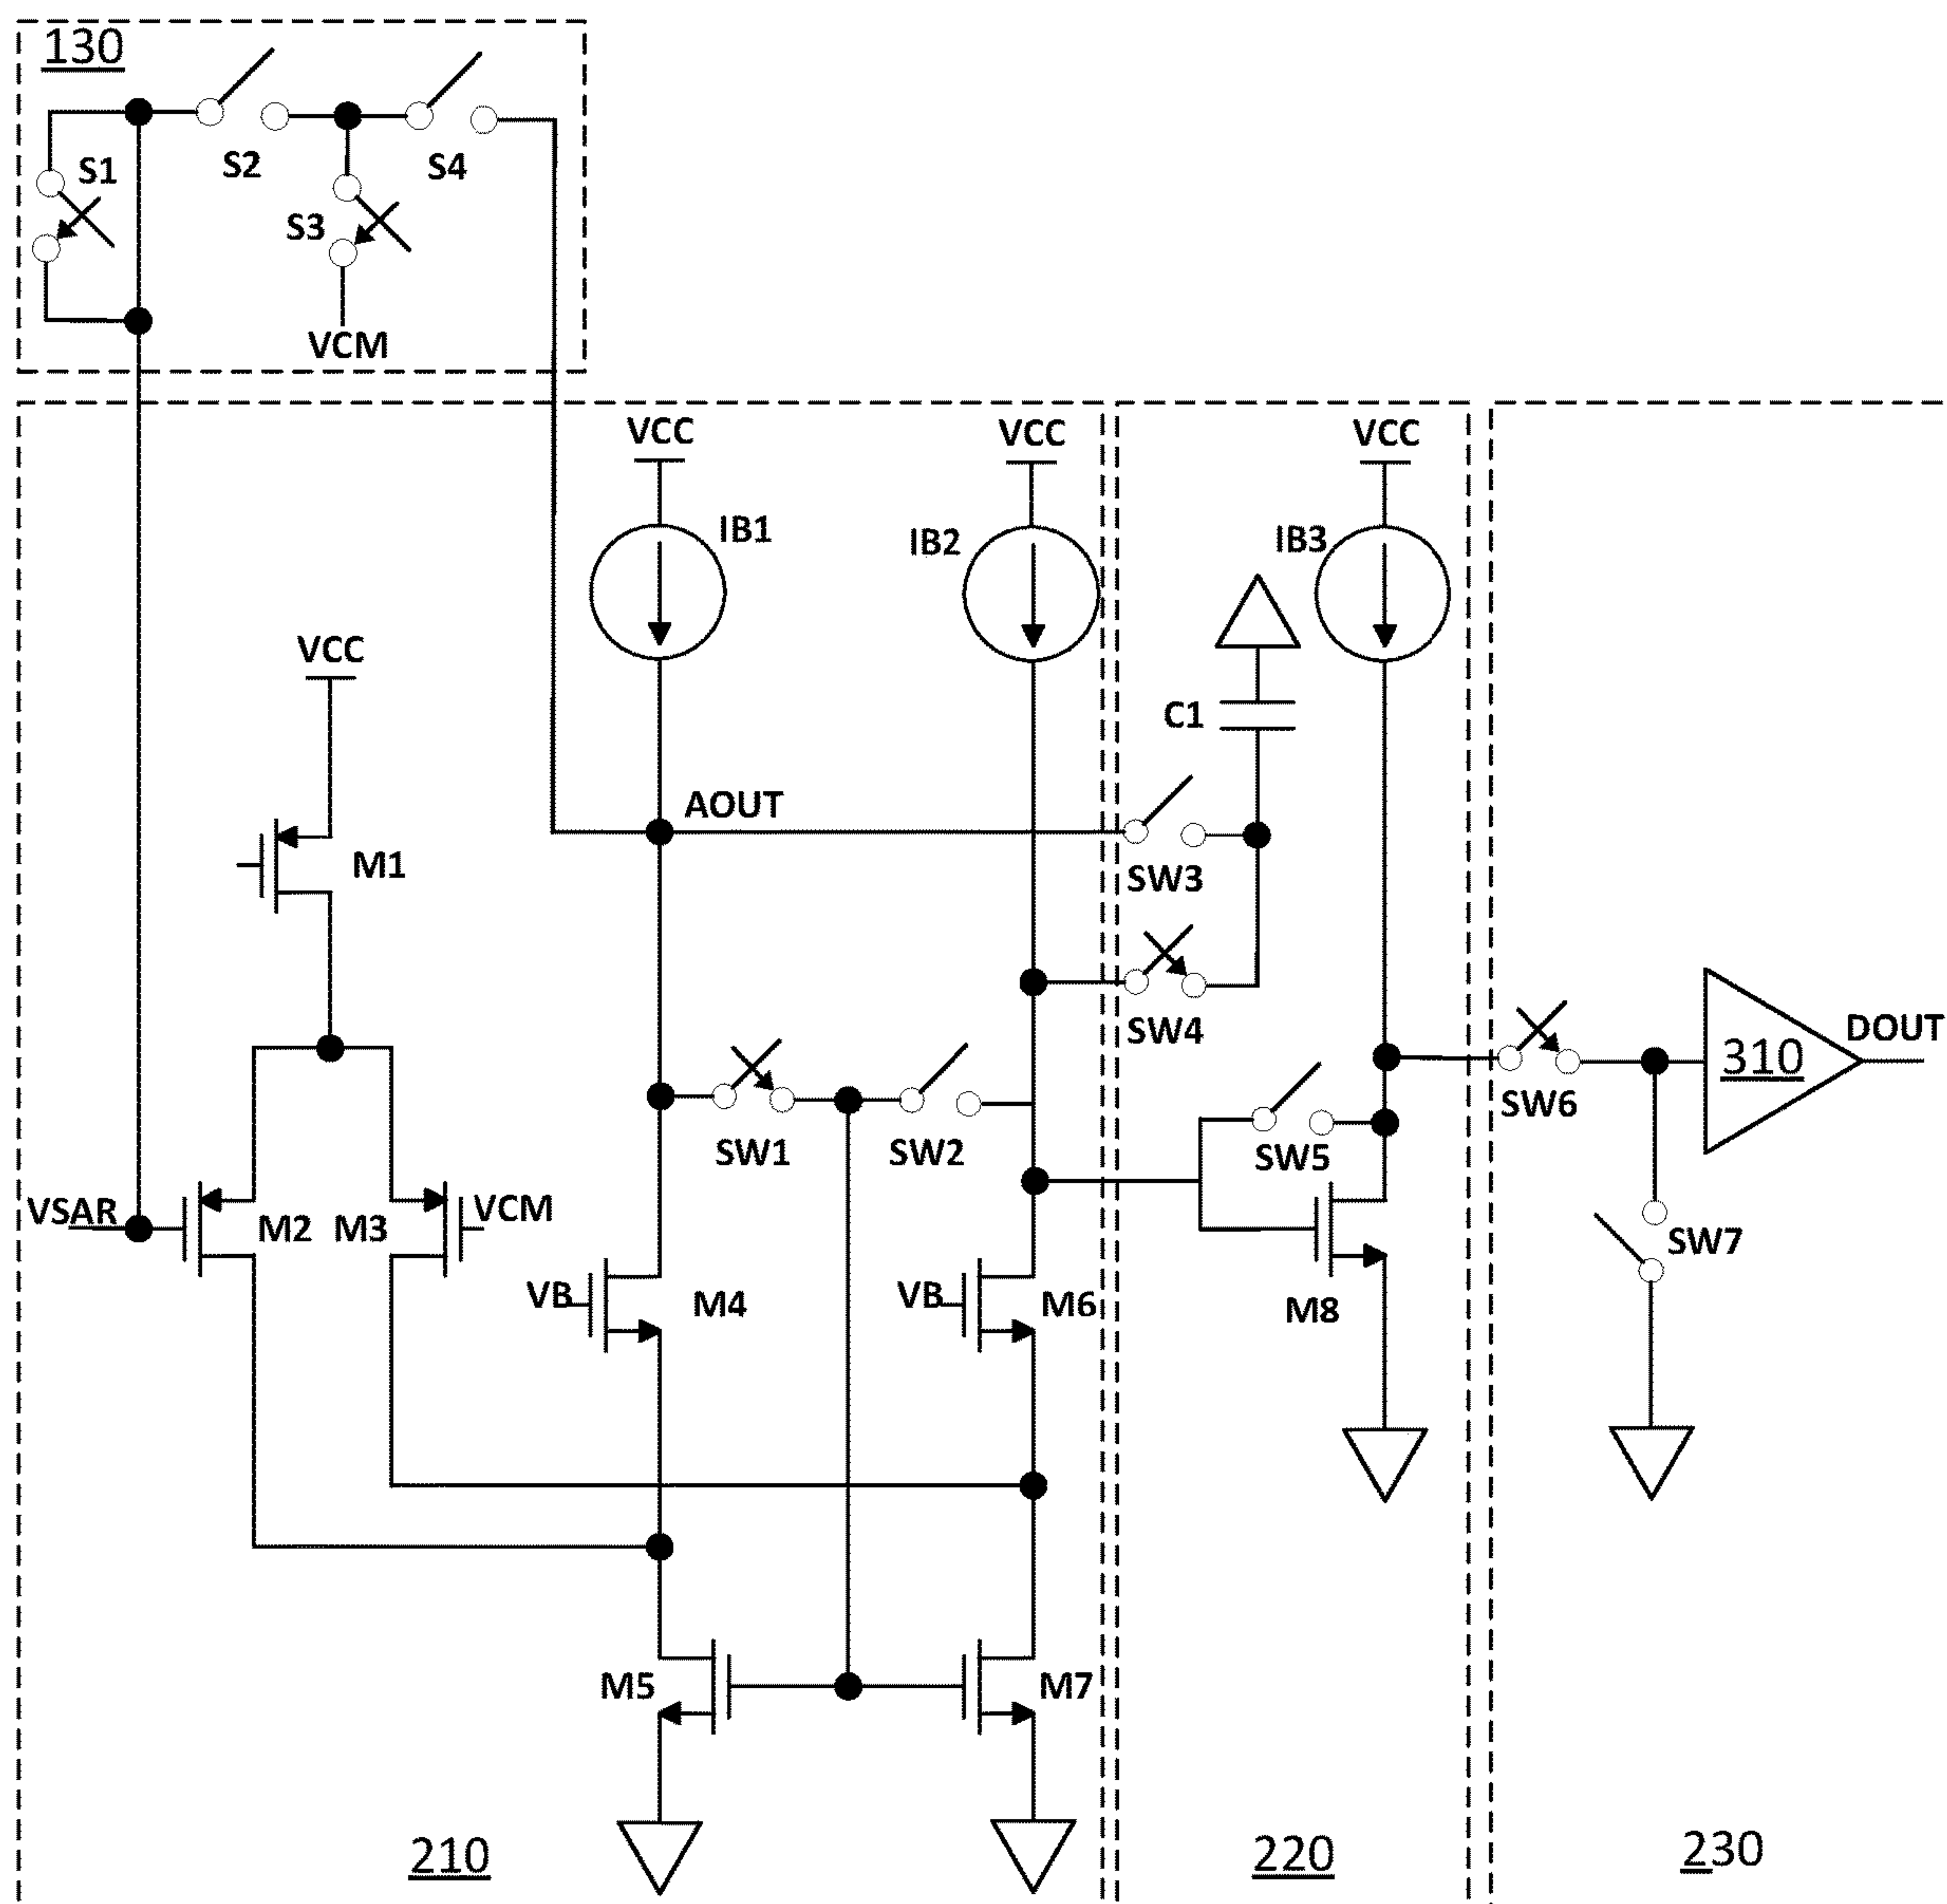 130
S1
S2
S4
S3
VCM
VCC
VCC
VCC
IB1
IB2
IB3
VCC
C1
AOUT
M1
SW3
SW4
DOUT
310
SW6
SW1
SW2
SW5
VSAR
M2
M3
VCM
SW7
VB
M4
VB
M6
M8
M5
M7
210
220
230